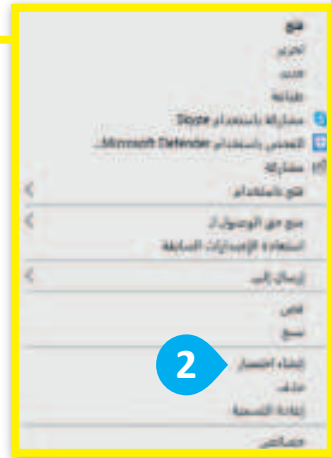 فتح
تحرير
جديد
طباعة
مشاركة باستخدام Skype
الفحص باستخدام Microsoft Defender...
مشاركة
فتح باستخدام
منح حق الوصول لـ
استعادة الإصدارات السابقة
إرسال إلى
قص
نسخ
2
إنشاء اختصار
حذف
إعادة التسمية
خصائص